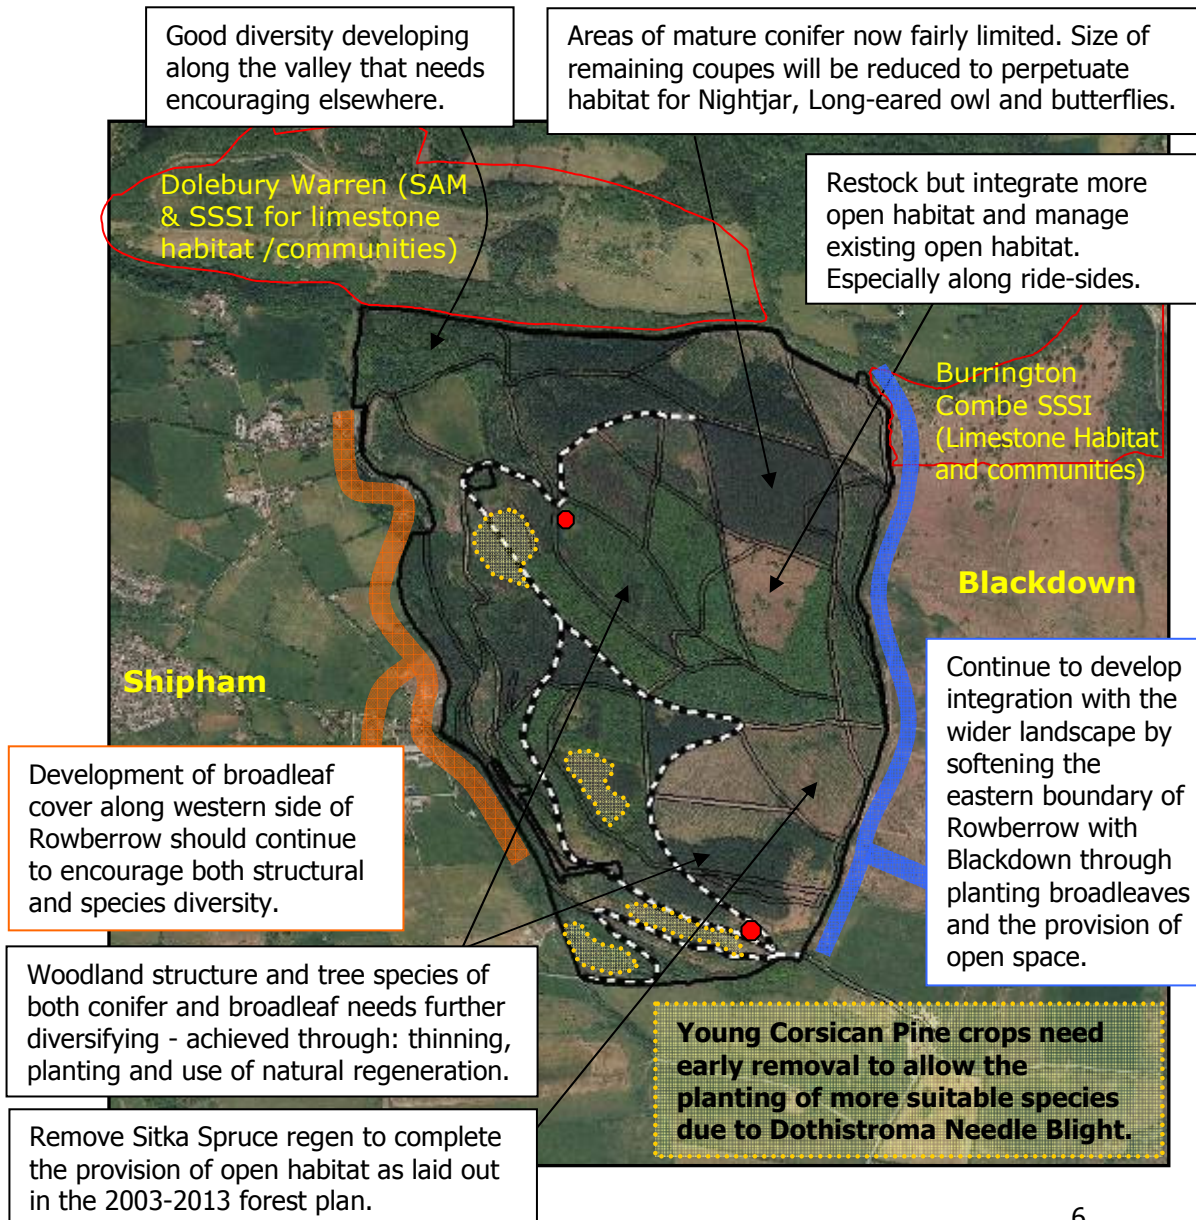 Good diversity developing
along the valley that needs
encouraging elsewhere.
Areas of mature conifer now fairly limited. Size of
remaining coupes will be reduced to perpetuate
habitat for Nightjar, Long-eared owl and butterflies.
Dolebury Warren (SAM
& SSSI for limestone
habitat /communities)
Restock but integrate more
open habitat and manage
existing open habitat.
Especially along ride-sides.
Burrington
Combe SSSI
(Limestone Habitat
and communities)
Blackdown
Shipham
Continue to develop
integration with the
wider landscape by
softening the
eastern boundary of
Rowberrow with
Blackdown through
planting broadleaves
and the provision of
open space.
Development of broadleaf
cover along western side of
Rowberrow should continue
to encourage both structural
and species diversity.
Woodland structure and tree species of
both conifer and broadleaf needs further
diversifying - achieved through: thinning,
planting and use of natural regeneration.
Young Corsican Pine crops need
early removal to allow the
planting of more suitable species
due to Dothistroma Needle Blight.
Remove Sitka Spruce regen to complete
the provision of open habitat as laid out
in the 2003-2013 forest plan.
6